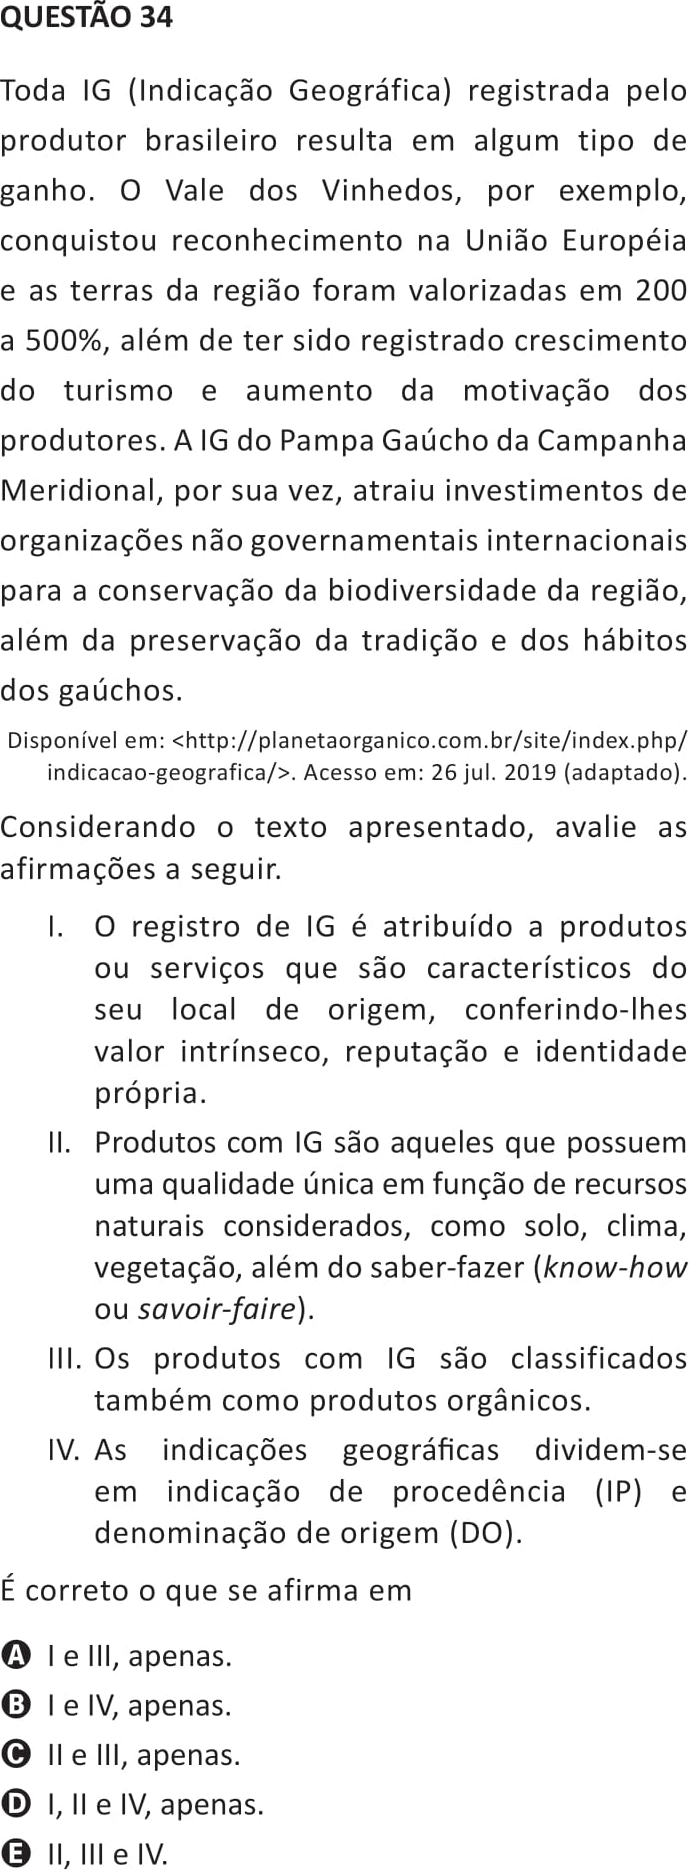 QUESTÃO 34
Toda IG (Indicação Geográfica) registrada pelo
produtor brasileiro resulta em algum tipo de
ganho. O Vale dos Vinhedos, por exemplo,
conquistou reconhecimento na União Européia
e as terras da região foram valorizadas em 200
a 500%, além de ter sido registrado crescimento
do turismo e aumento da motivação dos
produtores. A IG do Pampa Gaúcho da Campanha
Meridional, por sua vez, atraiu investimentos de
organizações não governamentais internacionais
para a conservação da biodiversidade da região,
além da preservação da tradição e dos hábitos
dos gaúchos.
Disponível em: <http://planetaorganico.com.br/site/index.php/
indicacao-geografica/>. Acesso em: 26 jul. 2019 (adaptado).
Considerando o texto apresentado, avalie as
afirmações a seguir.
I. O registro de IG é atribuído a produtos
ou serviços que são característicos do
seu local de origem, conferindo-lhes
valor intrínseco, reputação e identidade
própria.
II. Produtos com IG são aqueles que possuem
uma qualidade única em função de recursos
naturais considerados, como solo, clima,
vegetação, além do saber-fazer (know-how
ou savoir-faire).
III. Os produtos com IG são classificados
também como produtos orgânicos.
IV. As indicações geográficas dividem-se
em indicação de procedência (IP) e
denominação de origem (DO).
É correto o que se afirma em
A I e III, apenas.
B I e IV, apenas.
C II e III, apenas.
D I, II e IV, apenas.
E II, III e IV.